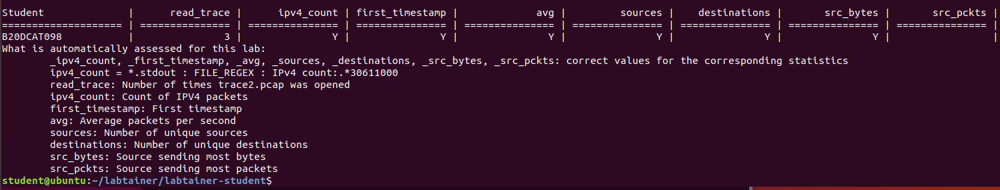 Student              |      read_trace |      ipv4_count | first_timestamp |             avg |         sources |    destinations |       src_bytes |       src_pckts |
==================== | =============== | =============== | =============== | =============== | =============== | =============== | =============== | =============== |
B20DCAT098           |               3 |               Y |               Y |               Y |               Y |               Y |               Y |                 |
What is automatically assessed for this lab:
        _ipv4_count, _first_timestamp, _avg, _sources, _destinations, _src_bytes, _src_pckts: correct values for the corresponding statistics
        ipv4_count = *.stdout : FILE_REGEX : IPv4 count:.*30611000
        read_trace: Number of times trace2.pcap was opened
        ipv4_count: Count of IPV4 packets
        first_timestamp: First timestamp
        avg: Average packets per second
        sources: Number of unique sources
        destinations: Number of unique destinations
        src_bytes: Source sending most bytes
        src_pckts: Source sending most packets
student@ubuntu:~/labtainer/labtainer-student$